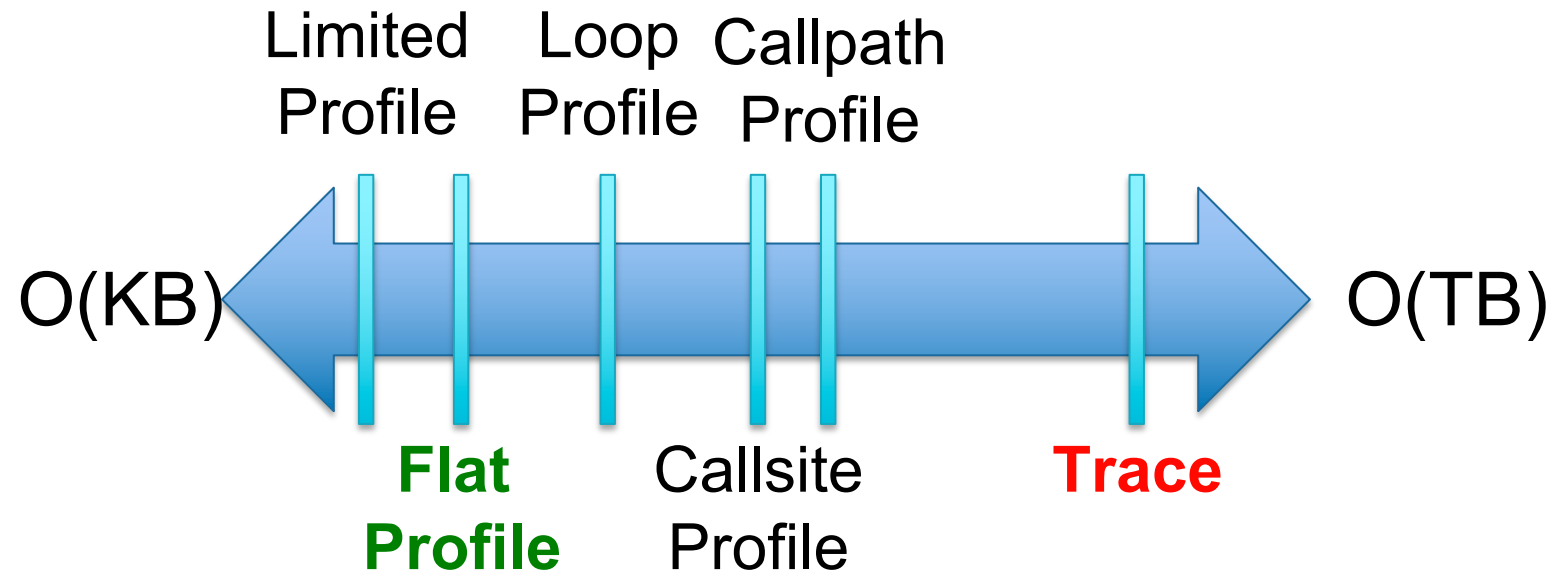 Limited
Profile
Loop
Profile
Callpath
Profile
O(KB)
O(TB)
Flat
Profile
Callsite
Profile
Trace